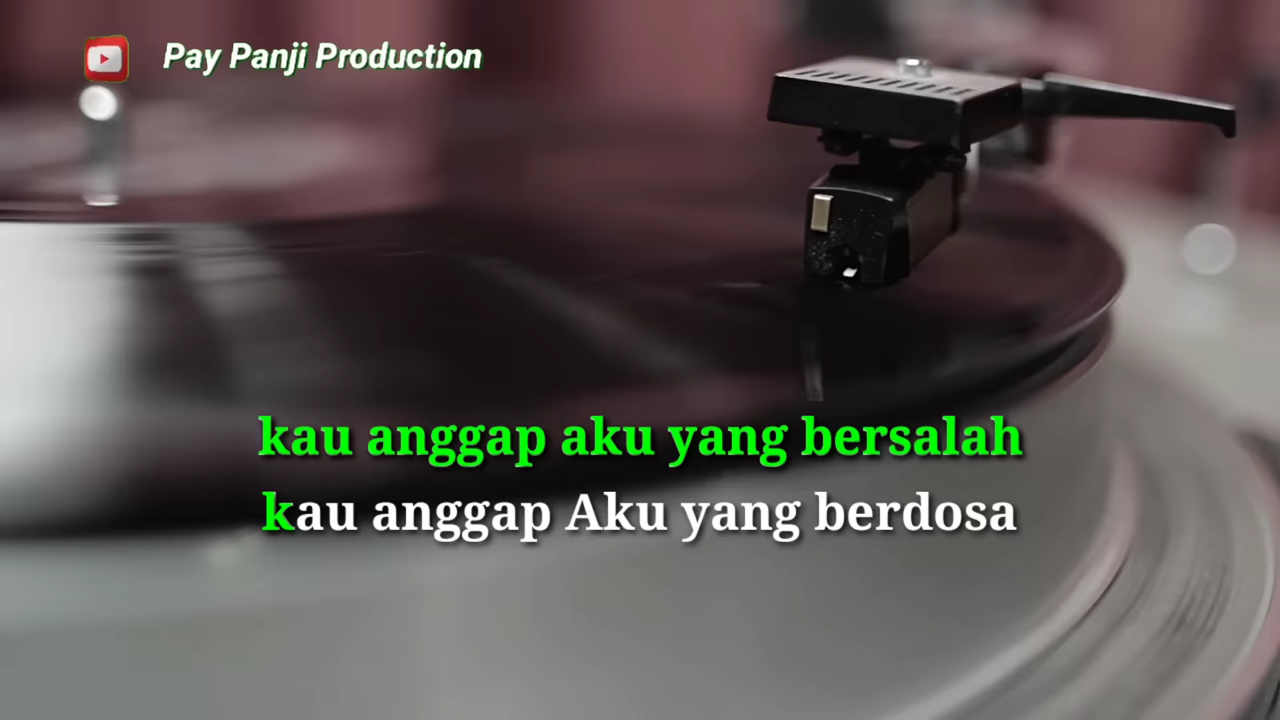 Pay Panji Production
kau anggap aku yang bersalah
kau anggap Aku yang berdosa